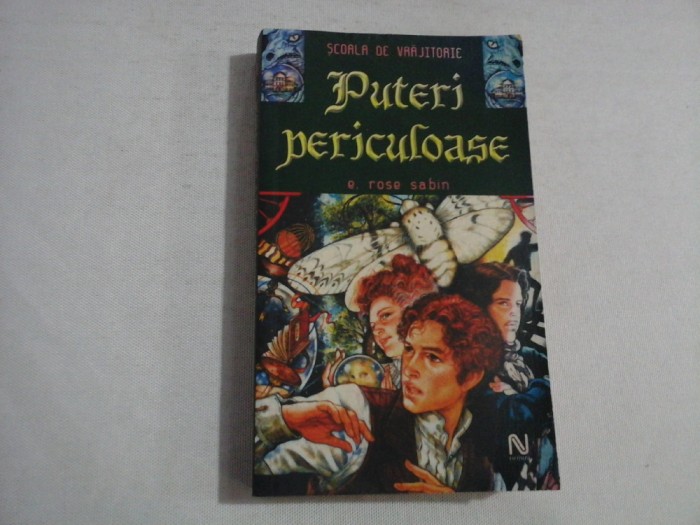 ŞCOALA DE VRĂJITORIE
Puteri
periculoase
e. rose sabin
N